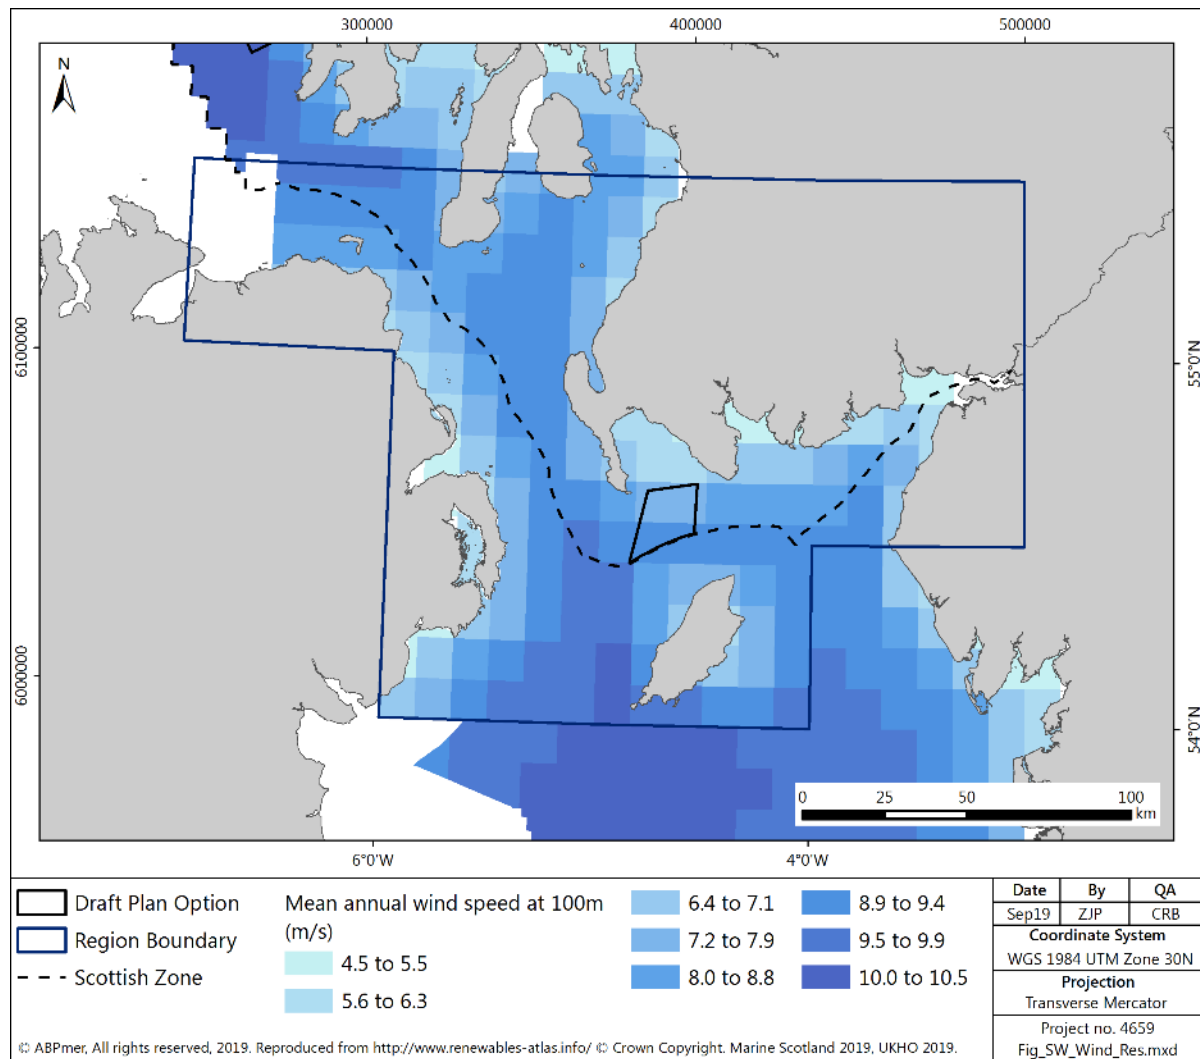 300000 400000 500000
N
6100000
55°0'N
6000000
54°0'N
0 25 50 100
km
6°0'W 4°0'W
Draft Plan Option
Region Boundary
Scottish Zone
Mean annual wind speed at 100m
(m/s)
4.5 to 5.5
5.6 to 6.3
6.4 to 7.1
7.2 to 7.9
8.0 to 8.8
8.9 to 9.4
9.5 to 9.9
10.0 to 10.5
Date By QA
Sep19 ZJP CRB
Coordinate System
WGS 1984 UTM Zone 30N
Projection
Transverse Mercator
Project no. 4659
Fig_SW_Wind_Res.mxd
© ABPmer, All rights reserved, 2019. Reproduced from http://www.renewables-atlas.info/ © Crown Copyright. Marine Scotland 2019, UKHO 2019.